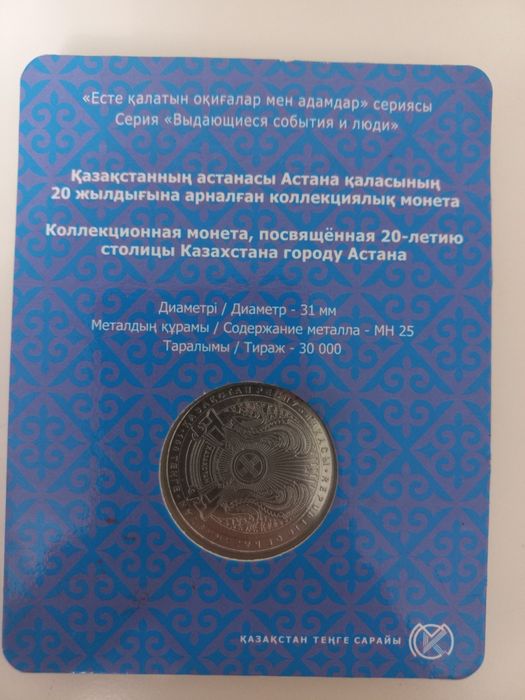 «Есте қалатын оқиғалар мен адамдар» сериясы
Серия «Выдающиеся события и люди»
Қазақстанның астанасы Астана қаласының
20 жылдығына арналған коллекциялық монета
Коллекционная монета, посвящённая 20-летию
столицы Казахстана городу Астана
Диаметрі / Диаметр - 31 мм
Металдың құрамы / Содержание металла - МН 25
Таралымы / Тираж - 30 000
ҚАЗАҚСТАН ТЕҢГЕ САРАЙЫ